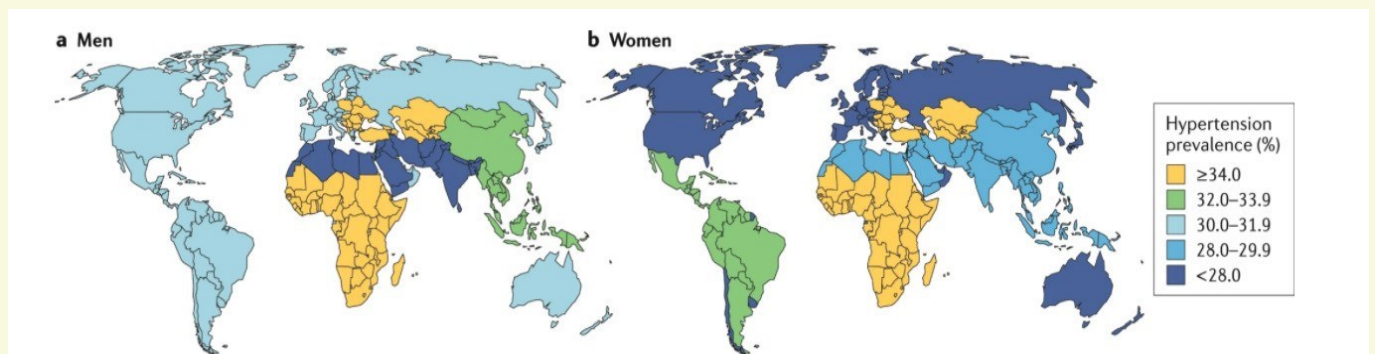 a Men
b Women
Hypertension
prevalence (%)
≥34.0
32.0–33.9
30.0–31.9
28.0–29.9
<28.0